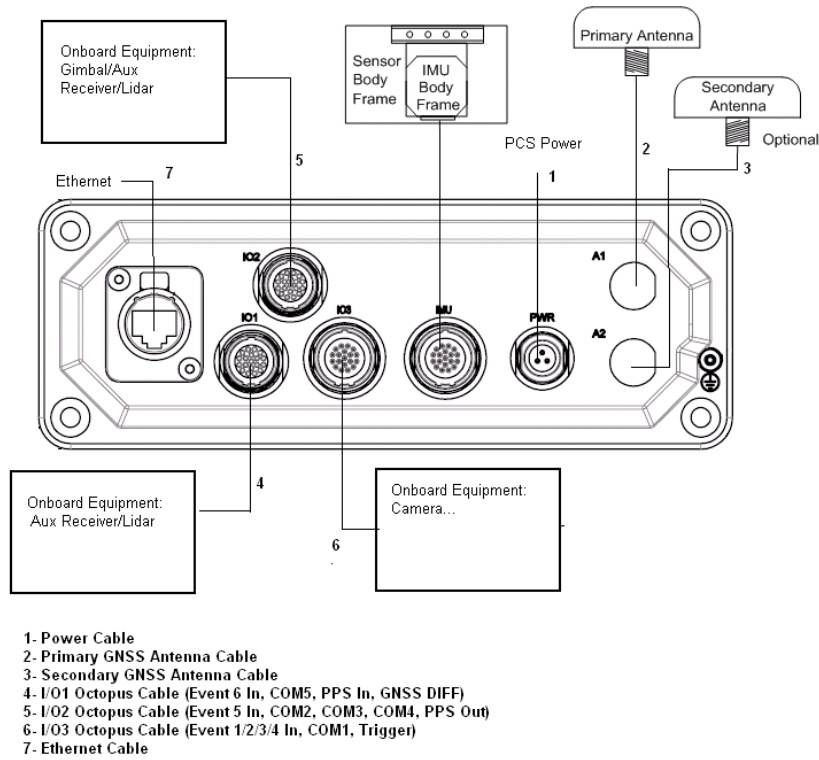 Onboard Equipment:
Gimbal/Aux
Receiver/Lidar
Sensor
Body
Frame
IMU
Body
Frame
Primary Antenna
Secondary
Antenna
Optional
PCS Power
Ethernet
7
5
1
2
3
IO2
A1
IO1
IO3
IMU
PWR
A2
4
6
Onboard Equipment:
Aux Receiver/Lidar
Onboard Equipment:
Camera...
1- Power Cable
2- Primary GNSS Antenna Cable
3- Secondary GNSS Antenna Cable
4- I/O1 Octopus Cable (Event 6 In, COM5, PPS In, GNSS DIFF)
5- I/O2 Octopus Cable (Event 5 In, COM2, COM3, COM4, PPS Out)
6- I/O3 Octopus Cable (Event 1/2/3/4 In, COM1, Trigger)
7- Ethernet Cable